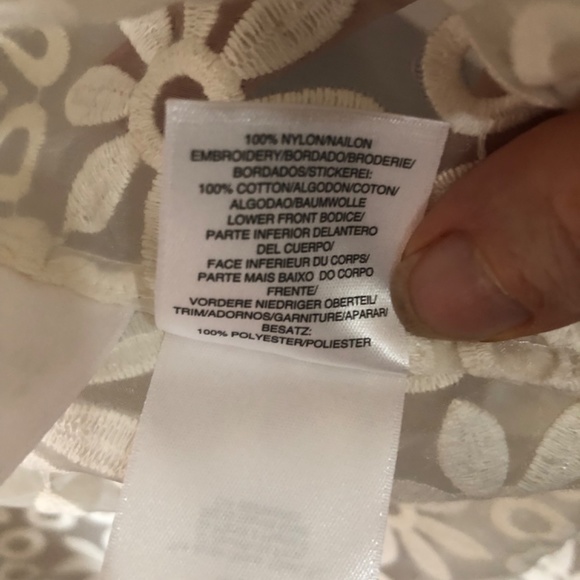 100% NYLON/NAILON
EMBROIDERY/BORDADO/BRODERIE/
BORDADOS/STICKEREI:
100% COTTON/ALGODON/COTON/
ALGODAO/BAUMWOLLE
LOWER FRONT BODICE/
PARTE INFERIOR DELANTERO
DEL CUERPO/
FACE INFERIEUR DU CORPS/
PARTE MAIS BAIXO DO CORPO
FRENTE/
VORDERE NIEDRIGER OBERTEIL/
TRIM/ADORNOS/GARNITURE/APARAR/
BESATZ:
100% POLYESTER/POLIESTER